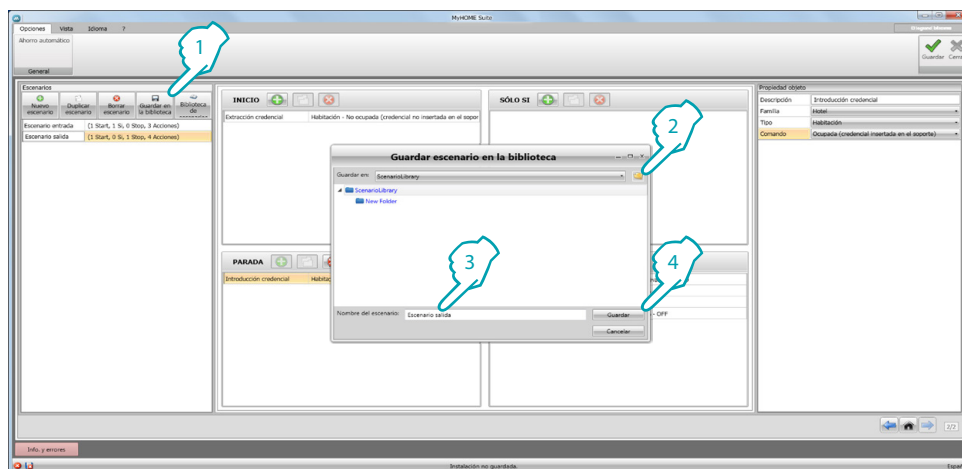 MyHOME Suite
Opciones Vista Idioma ?
Ahorro automático
Guardar
General
Escenarios
Nuevo escenario
Duplicar escenario
Borrar escenario
Guardar en la biblioteca
Biblioteca de
1
Escenario entrada (1 Start, 1 Si, 0 Stop, 3 Acciones)
Escenario salida (1 Start, 0 Si, 1 Stop, 4 Acciones)
INICIO
Extracción credencial Habitación - No ocupada (credencial no insertada en el sopor
SÓLO SI
2
Propiedad objeto
Descripción Introducción credencial
Familia Hotel
Tipo Habitación
Comando Ocupada (credencial insertada en el soporte)
Guardar escenario en la biblioteca
Guardar en: ScenarioLibrary
ScenarioLibrary
New Folder
3
4
Nombre del escenario: Escenario salida Guardar
Cancelar
PARADA
Introducción credencial Habitac
- OFF
2/2
Info. y errores
Instalación no guardada.
Españ